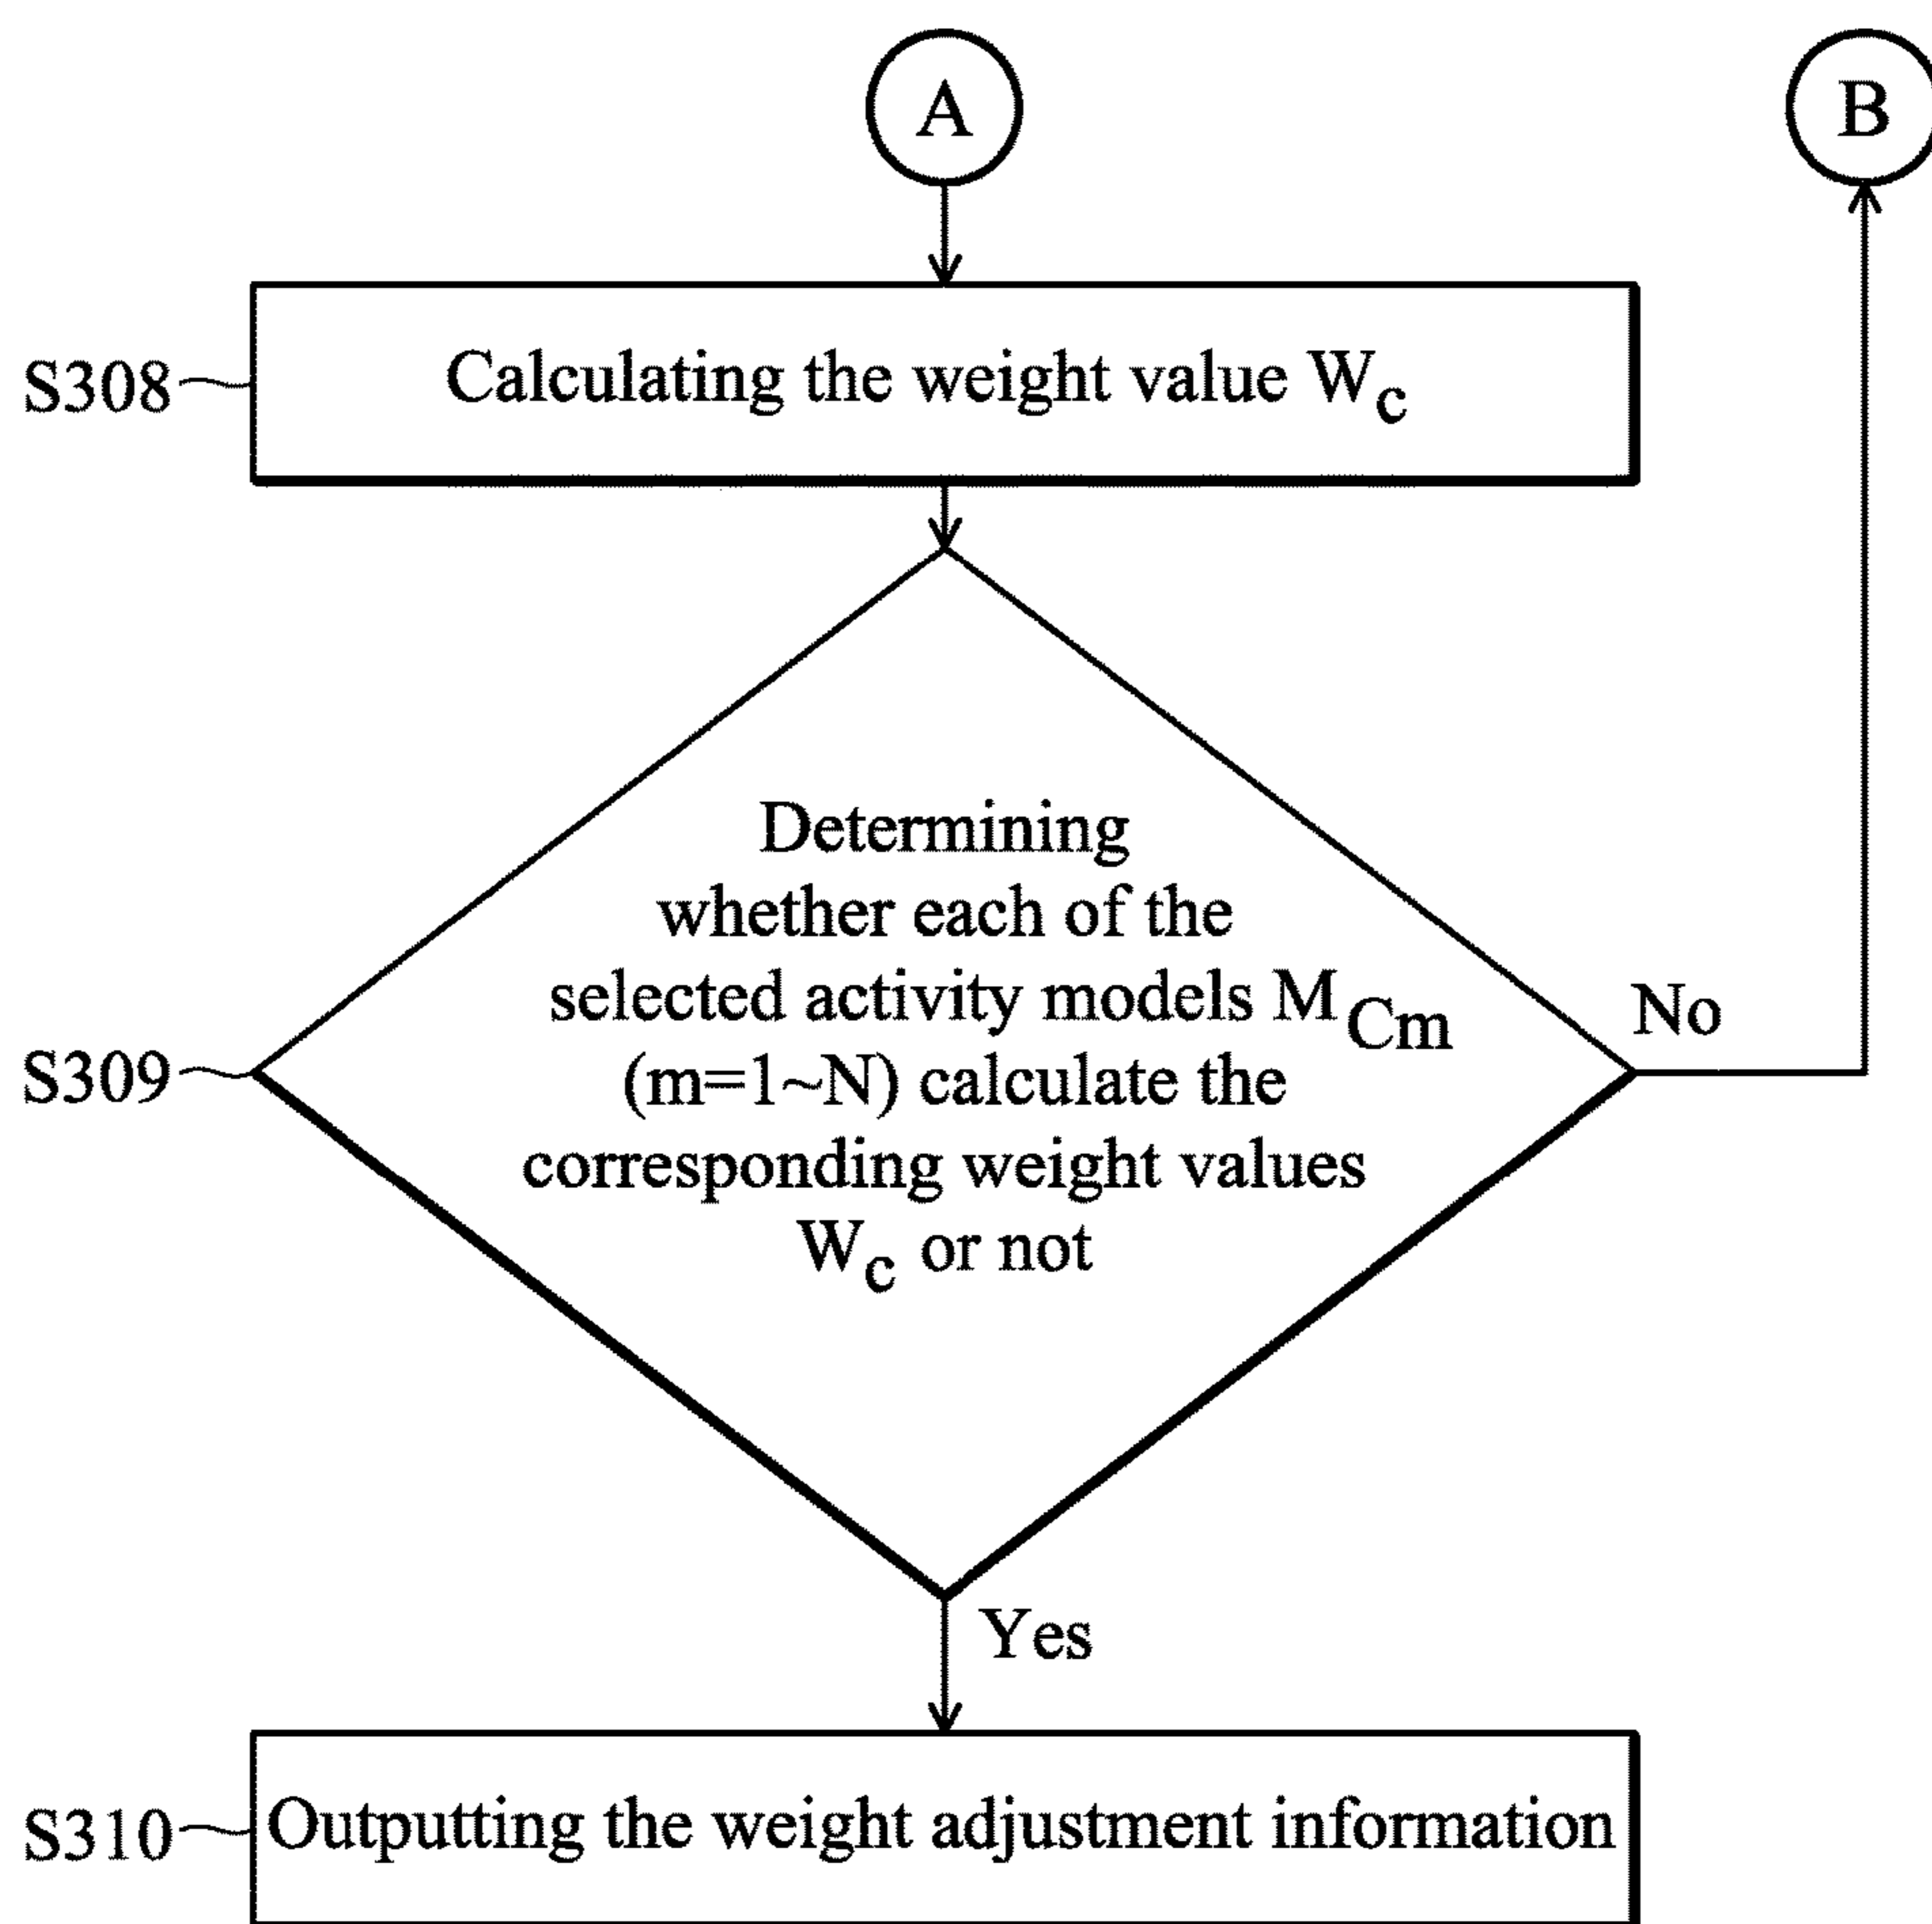 A
B
S308
Calculating the weight value Wc
Determining
whether each of the
selected activity models MCm
(m=1~N) calculate the
corresponding weight values
Wc or not
S309
No
Yes
S310
Outputting the weight adjustment information